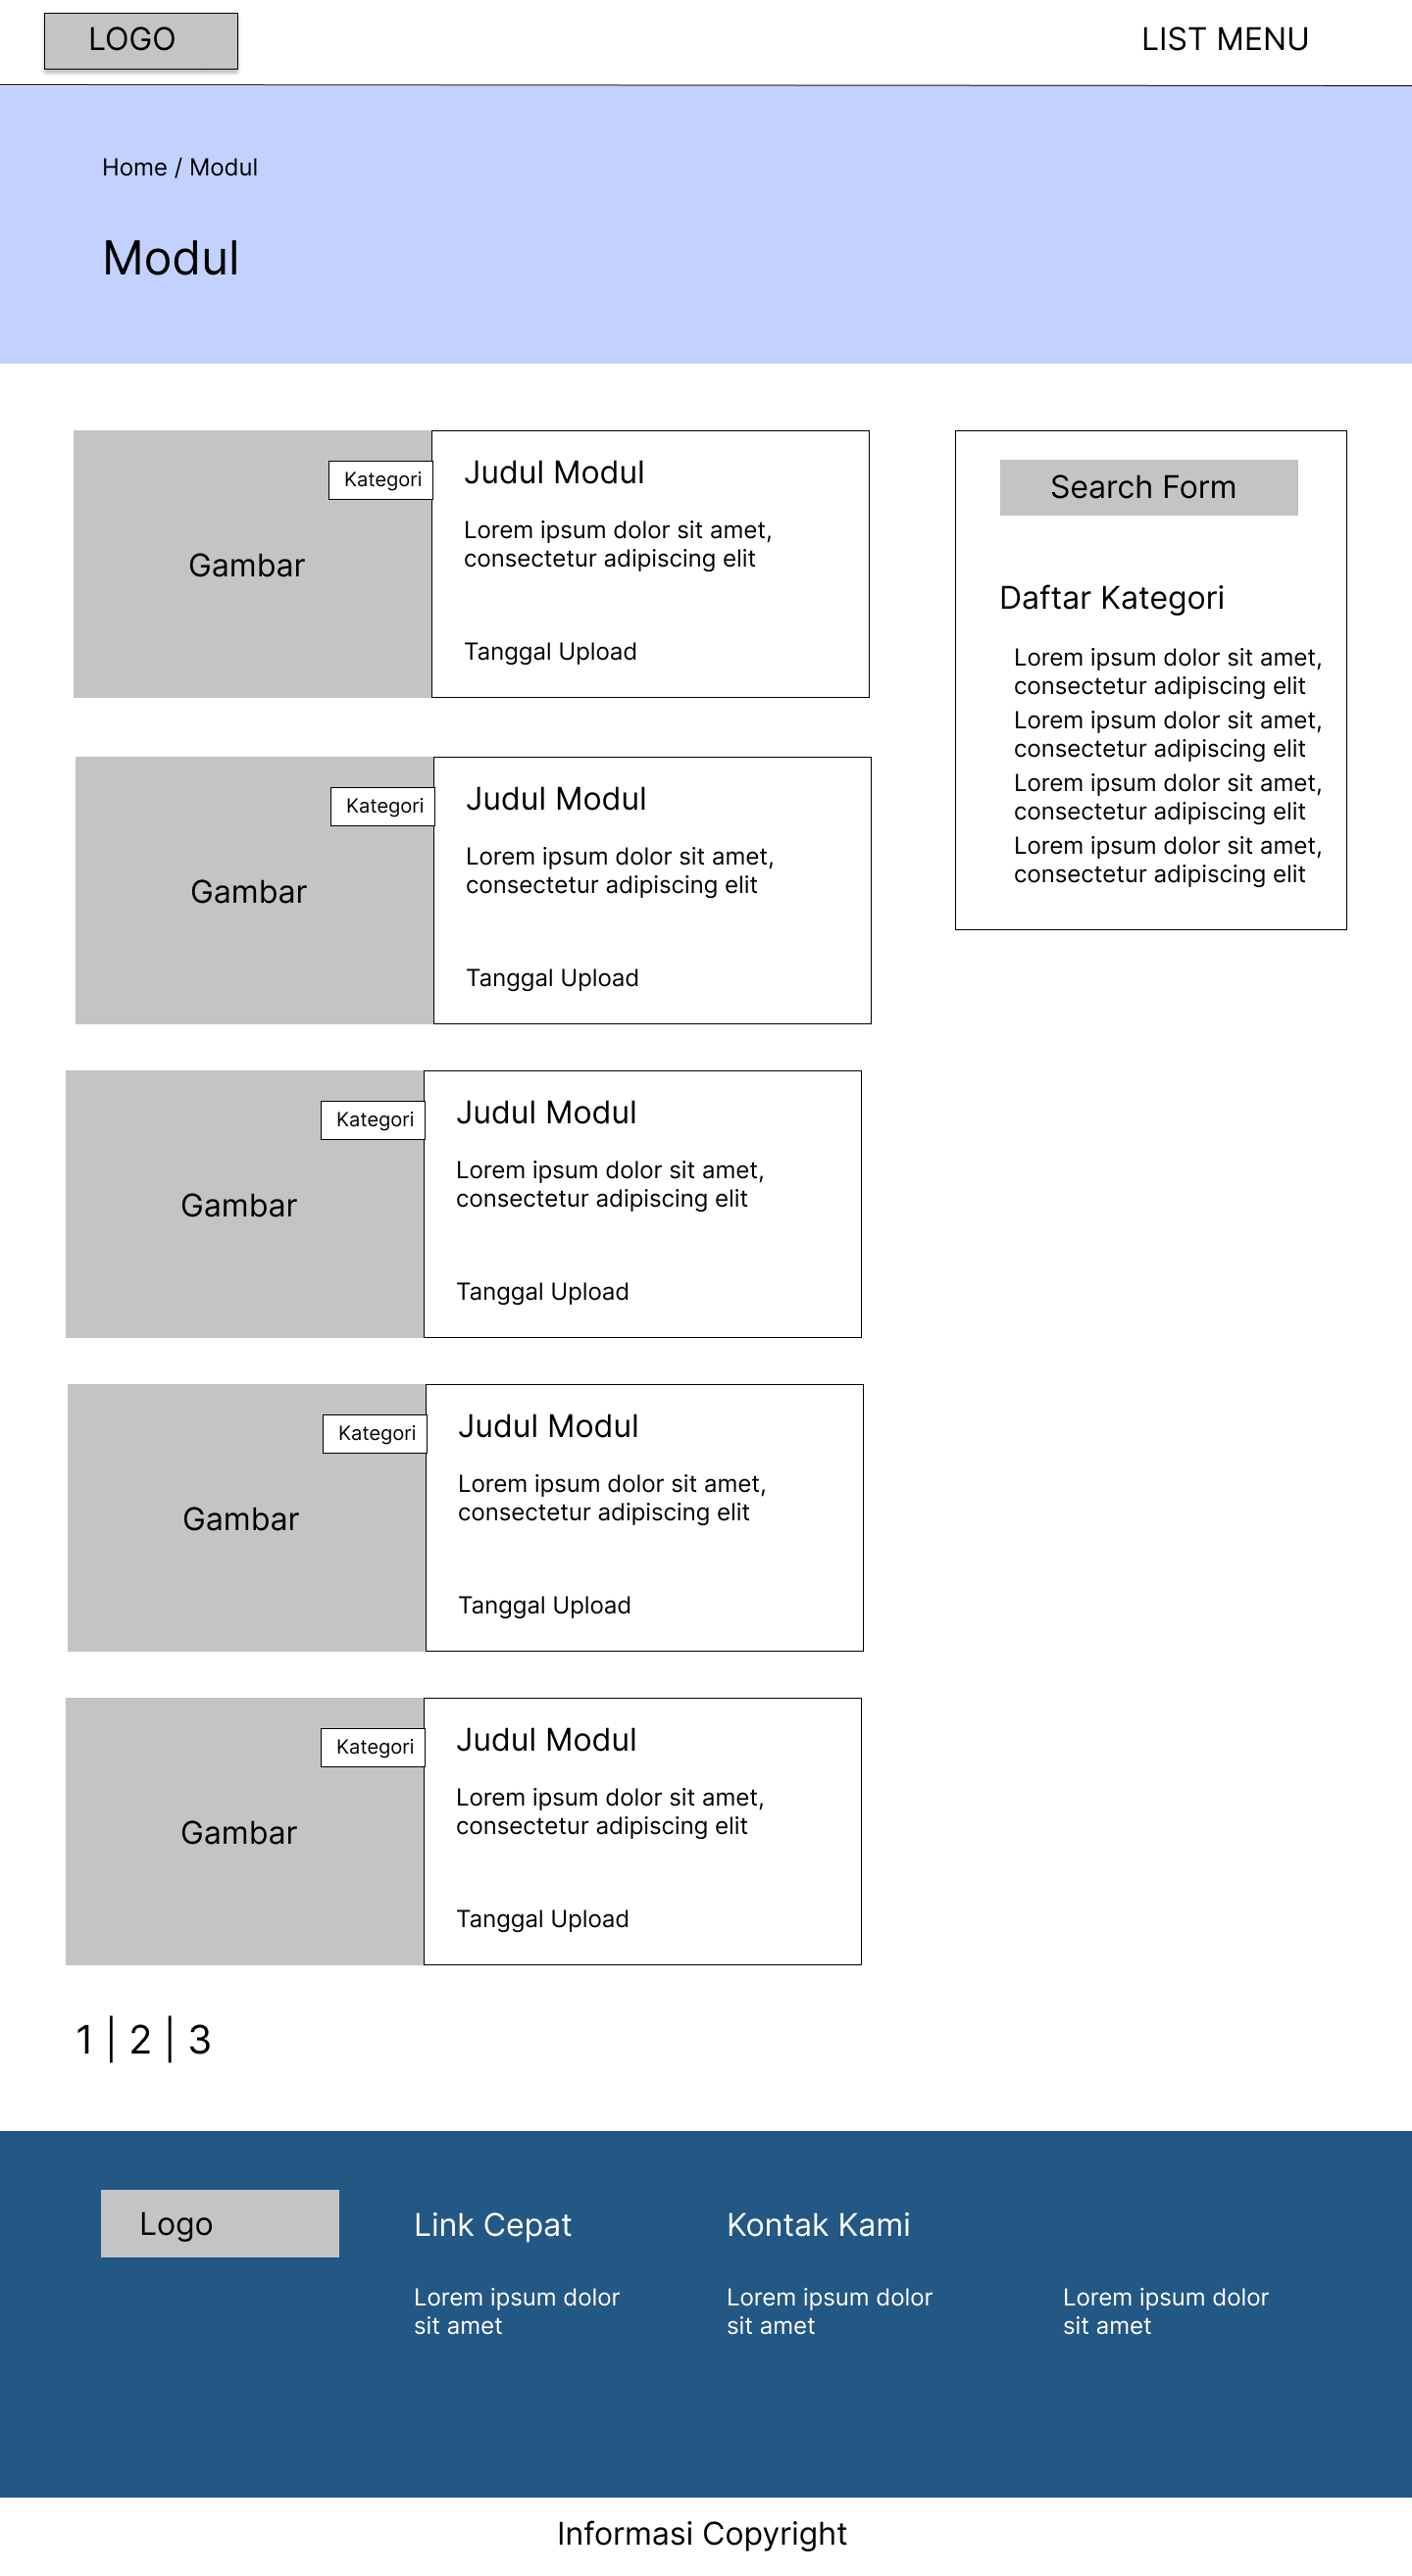 LOGO
LIST MENU
Home / Modul
Modul
Gambar
Kategori
Judul Modul
Lorem ipsum dolor sit amet,
consectetur adipiscing elit
Tanggal Upload
Gambar
Kategori
Judul Modul
Lorem ipsum dolor sit amet,
consectetur adipiscing elit
Tanggal Upload
Gambar
Kategori
Judul Modul
Lorem ipsum dolor sit amet,
consectetur adipiscing elit
Tanggal Upload
Gambar
Kategori
Judul Modul
Lorem ipsum dolor sit amet,
consectetur adipiscing elit
Tanggal Upload
Gambar
Kategori
Judul Modul
Lorem ipsum dolor sit amet,
consectetur adipiscing elit
Tanggal Upload
1 | 2 | 3
Search Form
Daftar Kategori
Lorem ipsum dolor sit amet,
consectetur adipiscing elit
Lorem ipsum dolor sit amet,
consectetur adipiscing elit
Lorem ipsum dolor sit amet,
consectetur adipiscing elit
Lorem ipsum dolor sit amet,
consectetur adipiscing elit
Logo
Link Cepat
Lorem ipsum dolor
sit amet
Kontak Kami
Lorem ipsum dolor
sit amet
Lorem ipsum dolor
sit amet
Informasi Copyright